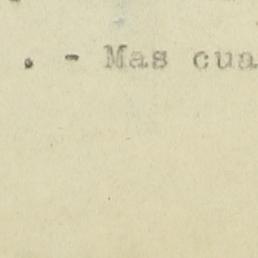 . - Mas cua